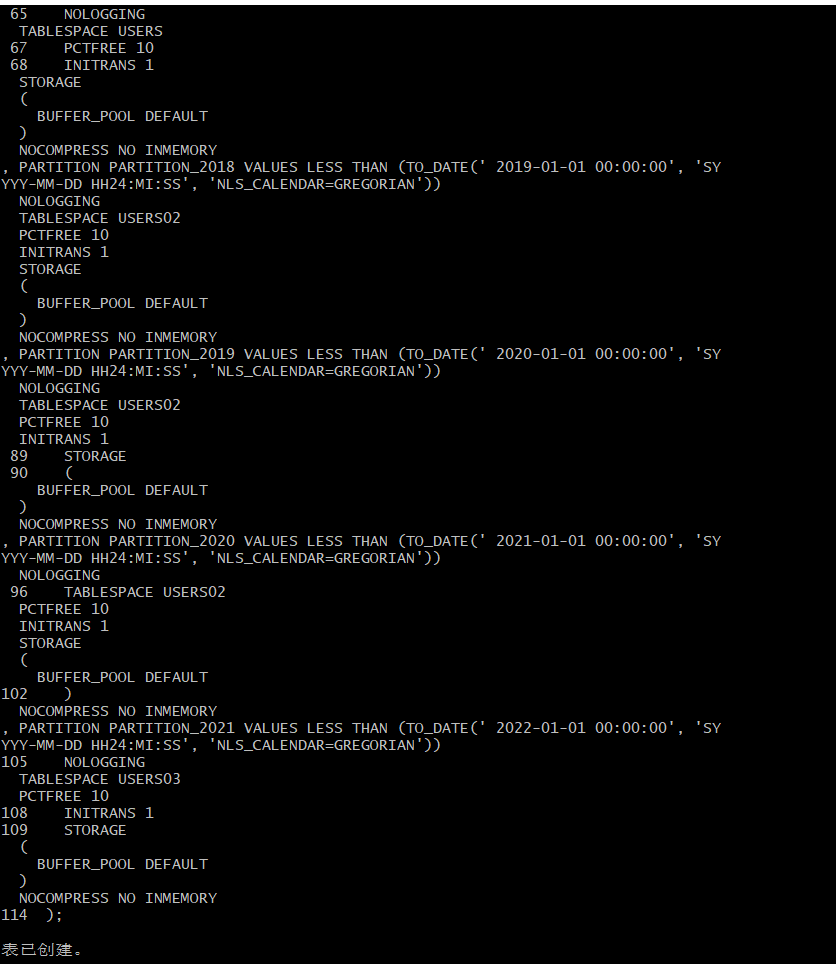 65    NOLOGGING
  TABLESPACE USERS
 67    PCTFREE 10
 68    INITRANS 1
  STORAGE
  (
    BUFFER_POOL DEFAULT
  )
  NOCOMPRESS NO INMEMORY
, PARTITION PARTITION_2018 VALUES LESS THAN (TO_DATE(' 2019-01-01 00:00:00', 'SY
YYY-MM-DD HH24:MI:SS', 'NLS_CALENDAR=GREGORIAN'))
  NOLOGGING
  TABLESPACE USERS02
  PCTFREE 10
  INITRANS 1
  STORAGE
  (
    BUFFER_POOL DEFAULT
  )
  NOCOMPRESS NO INMEMORY
, PARTITION PARTITION_2019 VALUES LESS THAN (TO_DATE(' 2020-01-01 00:00:00', 'SY
YYY-MM-DD HH24:MI:SS', 'NLS_CALENDAR=GREGORIAN'))
  NOLOGGING
  TABLESPACE USERS02
  PCTFREE 10
  INITRANS 1
 89    STORAGE
 90    (
    BUFFER_POOL DEFAULT
  )
  NOCOMPRESS NO INMEMORY
, PARTITION PARTITION_2020 VALUES LESS THAN (TO_DATE(' 2021-01-01 00:00:00', 'SY
YYY-MM-DD HH24:MI:SS', 'NLS_CALENDAR=GREGORIAN'))
  NOLOGGING
 96    TABLESPACE USERS02
  PCTFREE 10
  INITRANS 1
  STORAGE
  (
    BUFFER_POOL DEFAULT
102    )
  NOCOMPRESS NO INMEMORY
, PARTITION PARTITION_2021 VALUES LESS THAN (TO_DATE(' 2022-01-01 00:00:00', 'SY
YYY-MM-DD HH24:MI:SS', 'NLS_CALENDAR=GREGORIAN'))
105    NOLOGGING
  TABLESPACE USERS03
  PCTFREE 10
108    INITRANS 1
109    STORAGE
  (
    BUFFER_POOL DEFAULT
  )
  NOCOMPRESS NO INMEMORY
114  );
表已创建。